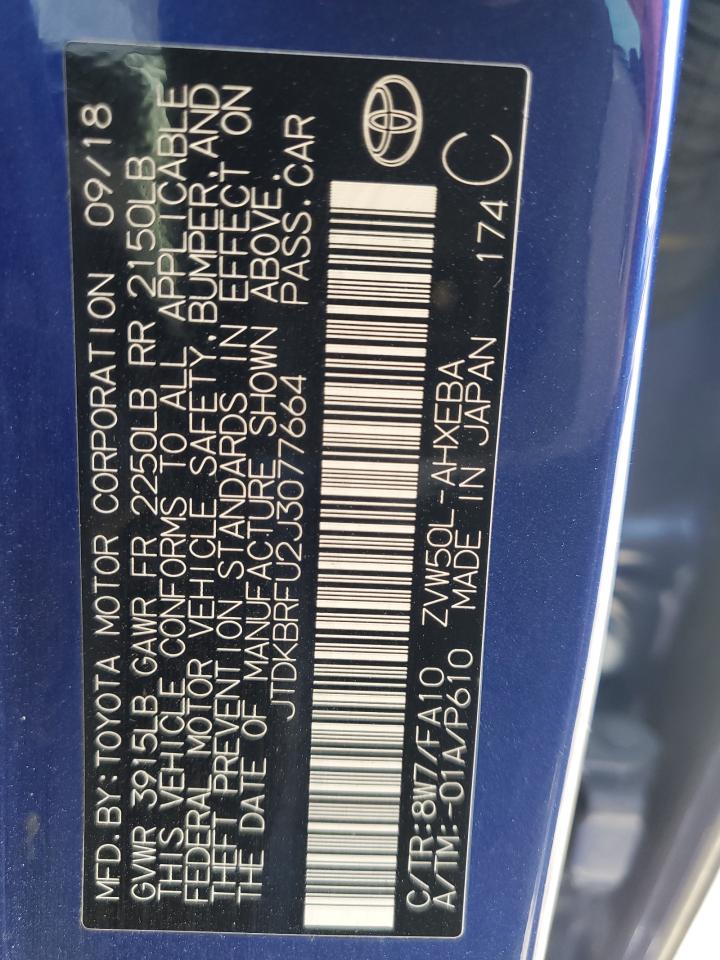 MFD.BY:TOYOTA MOTOR CORPORATION 09/18
GVWR 3915LB GAWR FR 2250LB RR 2150LB
THIS VEHICLE CONFORMS TO ALL APPLICABLE
FEDERAL MOTOR VEHICLE SAFETY,BUMPER,AND
THEFT PREVENTION STANDARDS IN EFFECT ON
THE DATE OF MANUFACTURE SHOWN ABOVE.
JTDKBRFU2J3077664 PASS.CAR
C/TR:8W7/FA10 ZVW50L-AHXEBA
A/TM:-01A/P610 MADE IN JAPAN 174 C